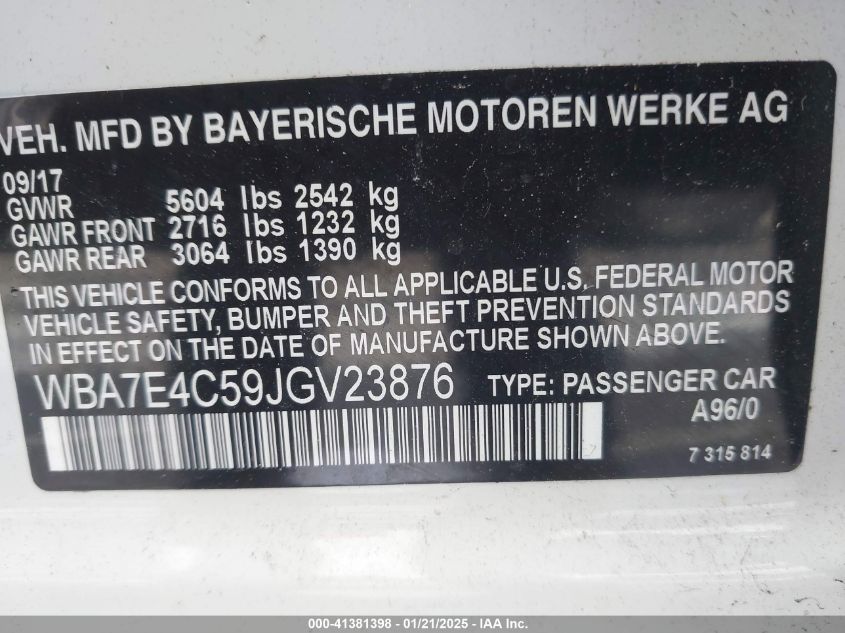 VEH. MFD BY BAYERISCHE MOTOREN WERKE AG
09/17
GVWR 5604 lbs 2542 kg
GAWR FRONT 2716 lbs 1232 kg
GAWR REAR 3064 lbs 1390 kg
THIS VEHICLE CONFORMS TO ALL APPLICABLE U.S. FEDERAL MOTOR
VEHICLE SAFETY, BUMPER AND THEFT PREVENTION STANDARDS
IN EFFECT ON THE DATE OF MANUFACTURE SHOWN ABOVE.
WBA7E4C59JGV23876 TYPE: PASSENGER CAR
A96/0
7 315 814
000-41381398 - 01/21/2025 - IAA Inc.